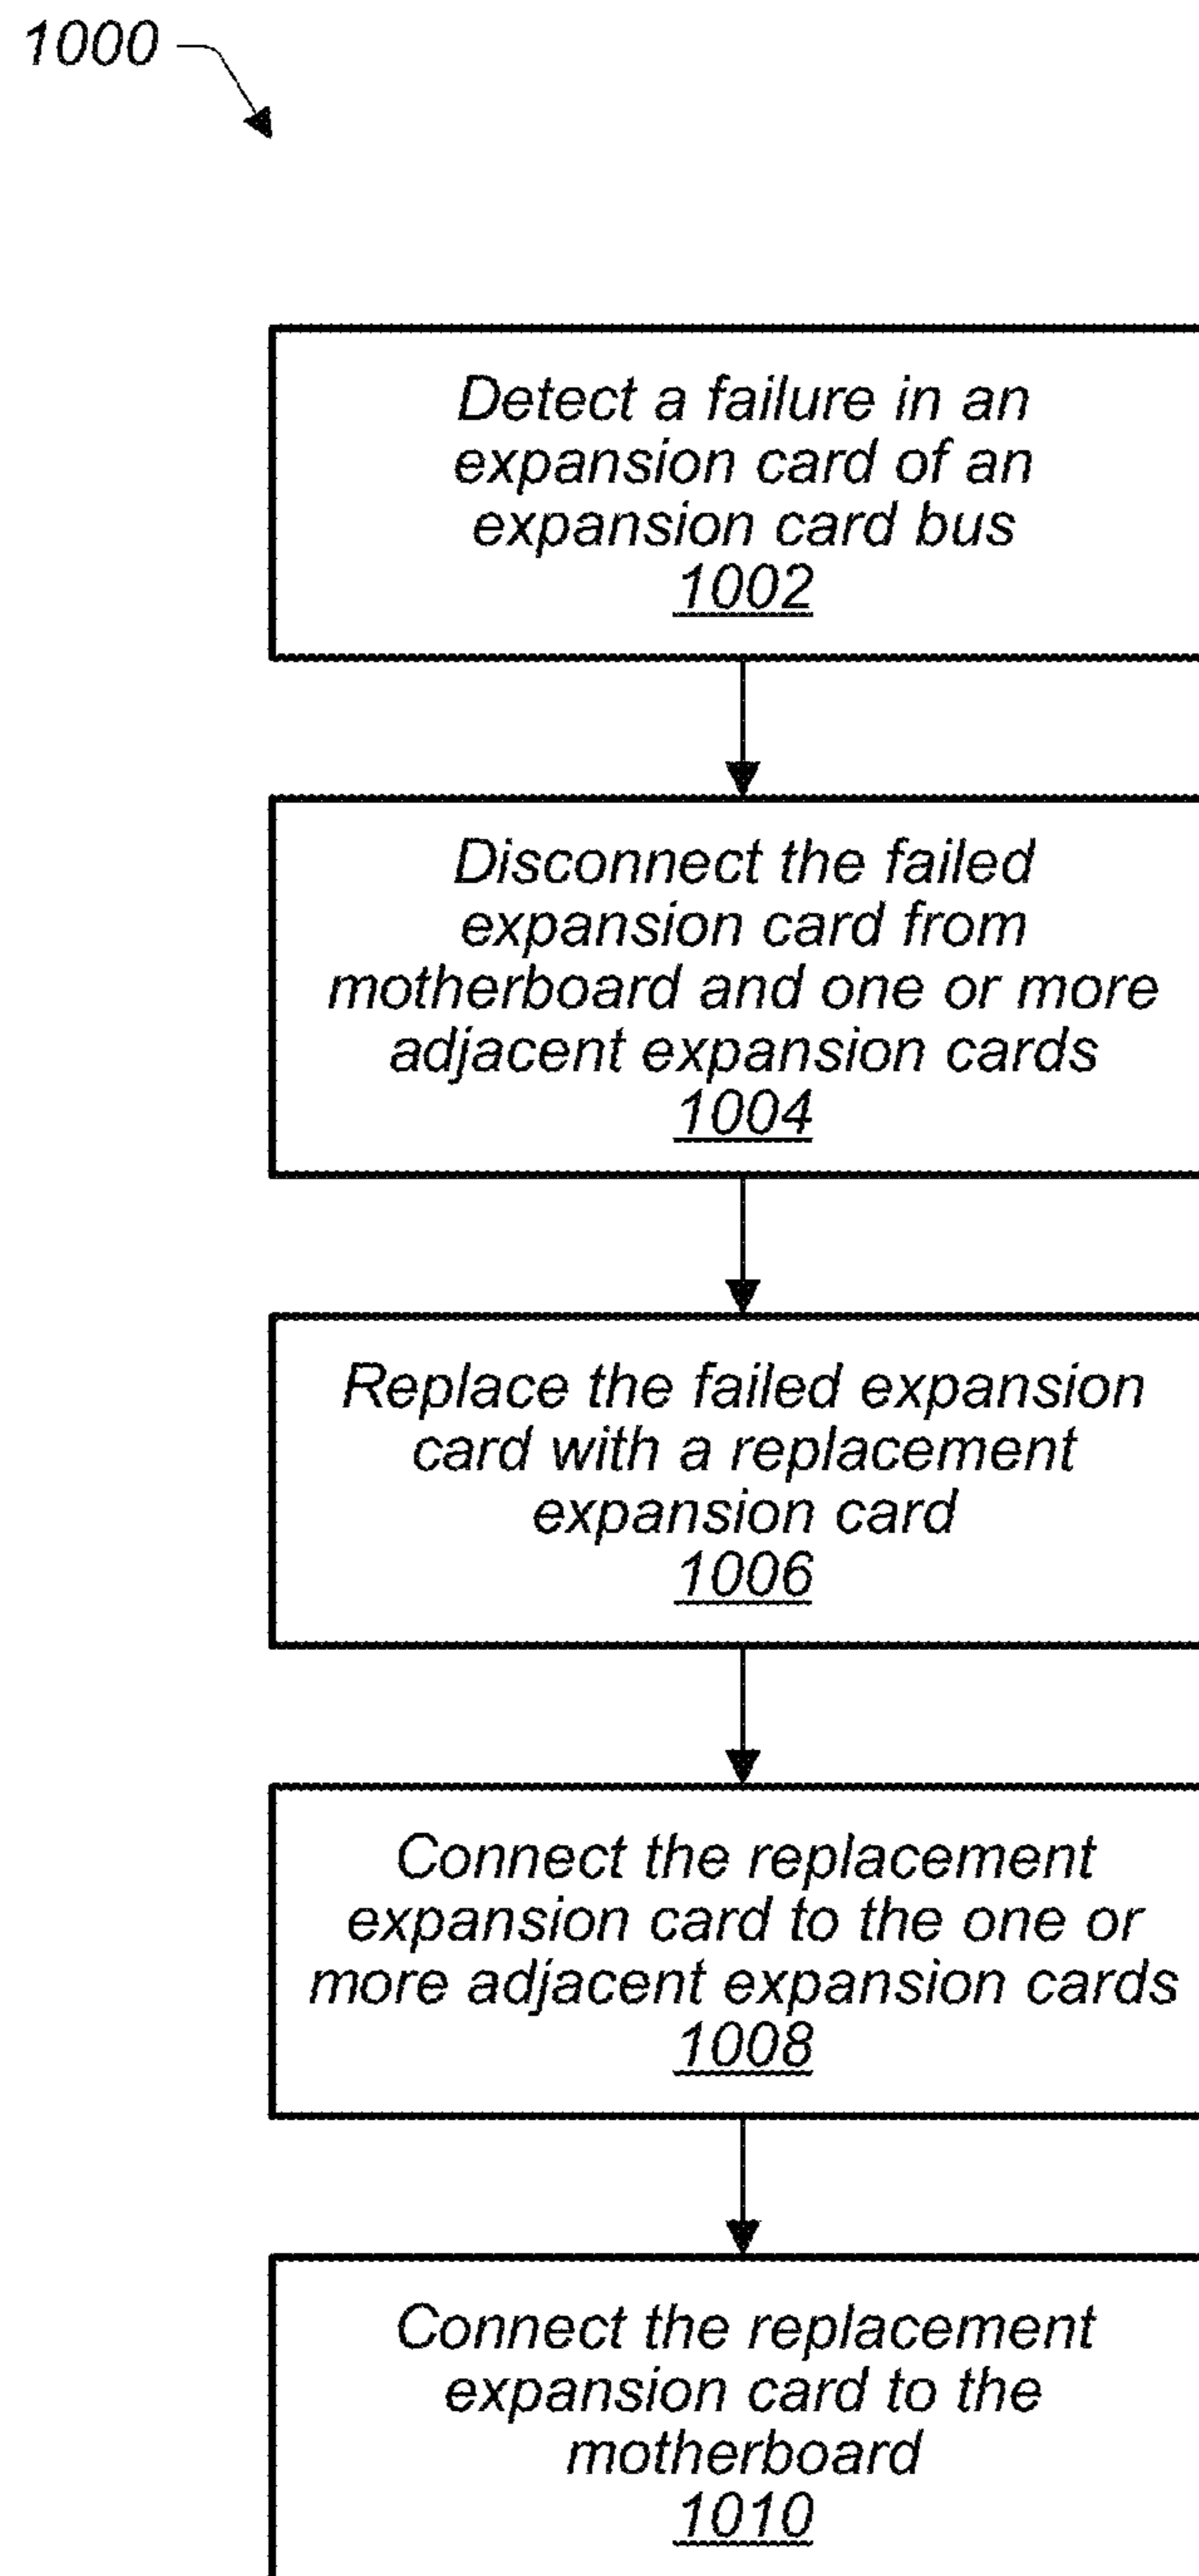 1000
Detect a failure in an
expansion card of an
expansion card bus
1002
Disconnect the failed
expansion card from
motherboard and one or more
adjacent expansion cards
1004
Replace the failed expansion
card with a replacement
expansion card
1006
Connect the replacement
expansion card to the one or
more adjacent expansion cards
1008
Connect the replacement
expansion card to the
motherboard
1010